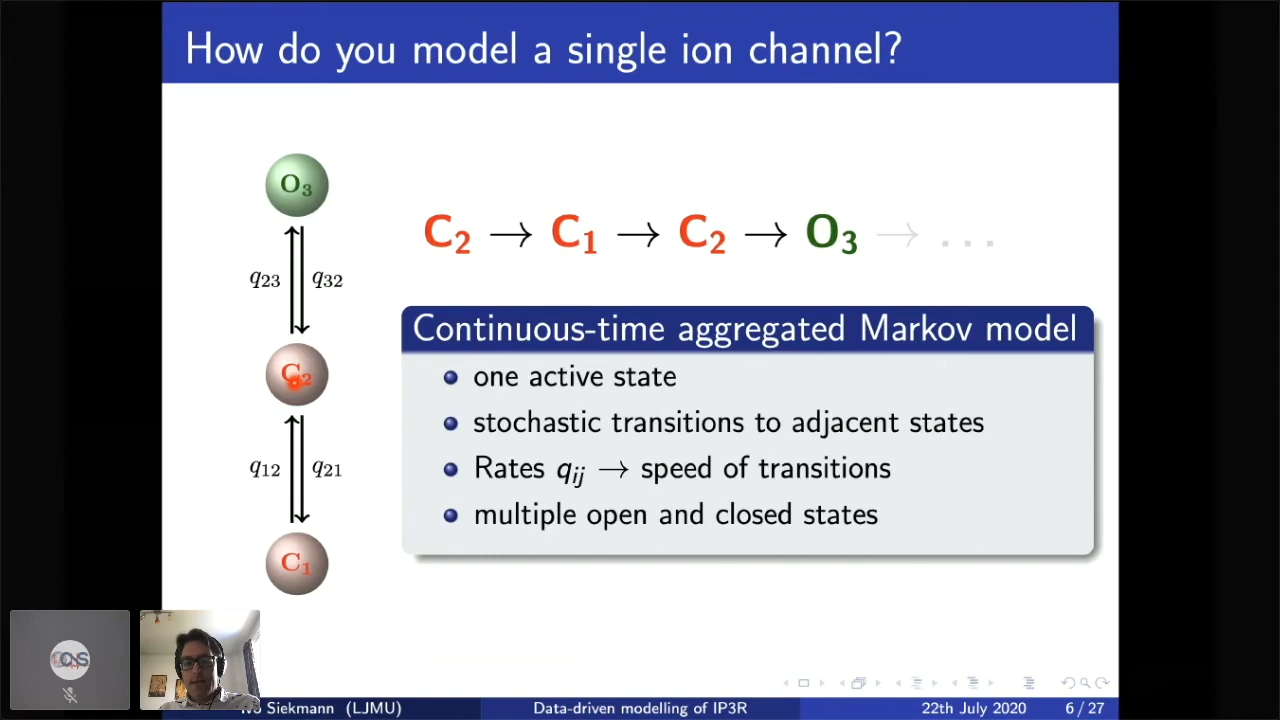 How do you model a single ion channel?
O3
q23
q32
C2
q12
q21
C1
C2 → C1 → C2 → O3 → ...
Continuous-time aggregated Markov model
one active state
stochastic transitions to adjacent states
Rates qij → speed of transitions
multiple open and closed states
Siekmann (LJMU)
Data-driven modelling of IP3R
22th July 2020
6 / 27